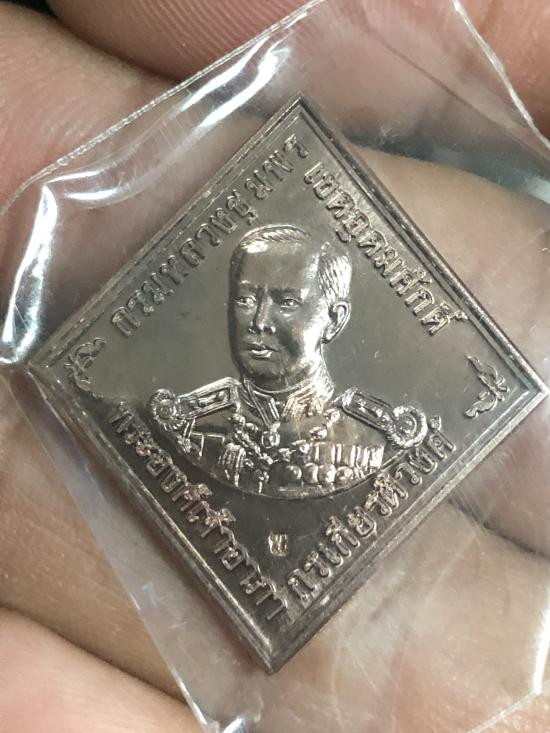 กรมหลวงชุมพร
เขตอุดมศักดิ์
พระองค์เจ้าอาภา
กรเกียรติวงศ์